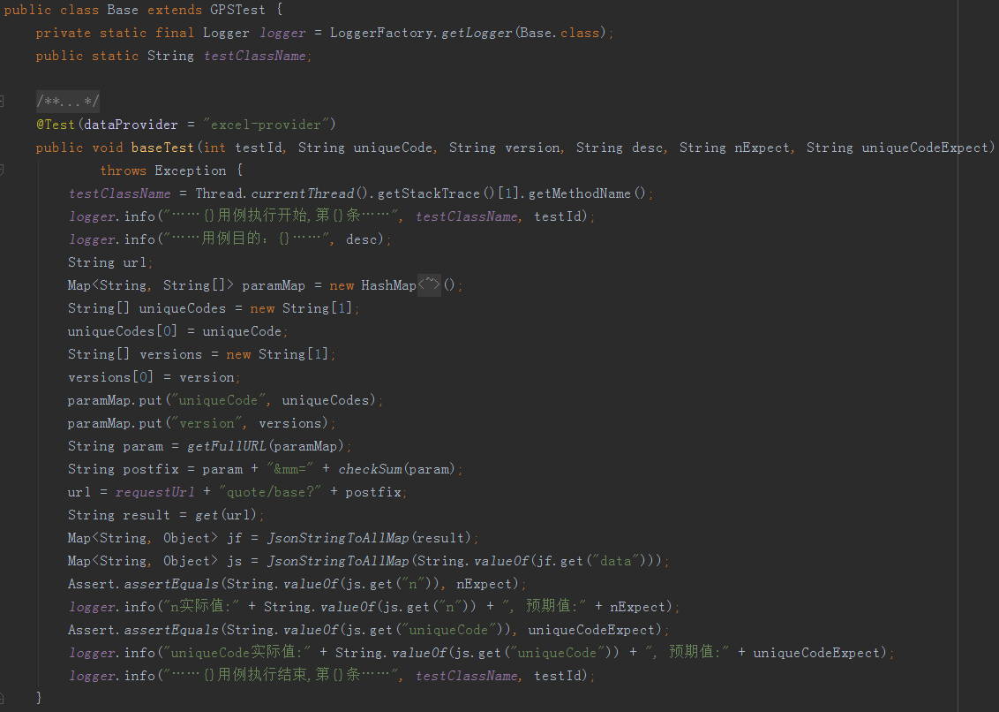 public class Base extends GPSTest {
    private static final Logger logger = LoggerFactory.getLogger(Base.class);
    public static String testClassName;
    /**...*/
    @Test(dataProvider = "excel-provider")
    public void baseTest(int testId, String uniqueCode, String version, String desc, String nExpect, String uniqueCodeExpect)
            throws Exception {
        testClassName = Thread.currentThread().getStackTrace()[1].getMethodName();
        logger.info("……{}用例执行开始,第{}条……", testClassName, testId);
        logger.info("……用例目的：{}……", desc);
        String url;
        Map<String, String[]> paramMap = new HashMap<~>();
        String[] uniqueCodes = new String[1];
        uniqueCodes[0] = uniqueCode;
        String[] versions = new String[1];
        versions[0] = version;
        paramMap.put("uniqueCode", uniqueCodes);
        paramMap.put("version", versions);
        String param = getFullURL(paramMap);
        String postfix = param + "&mm=" + checkSum(param);
        url = requestUrl + "quote/base?" + postfix;
        String result = get(url);
        Map<String, Object> jf = JsonStringToAllMap(result);
        Map<String, Object> js = JsonStringToAllMap(String.valueOf(jf.get("data")));
        Assert.assertEquals(String.valueOf(js.get("n")), nExpect);
        logger.info("n实际值:" + String.valueOf(js.get("n")) + ", 预期值:" + nExpect);
        Assert.assertEquals(String.valueOf(js.get("uniqueCode")), uniqueCodeExpect);
        logger.info("uniqueCode实际值:" + String.valueOf(js.get("uniqueCode")) + ", 预期值:" + uniqueCodeExpect);
        logger.info("……{}用例执行结束,第{}条……", testClassName, testId);
    }